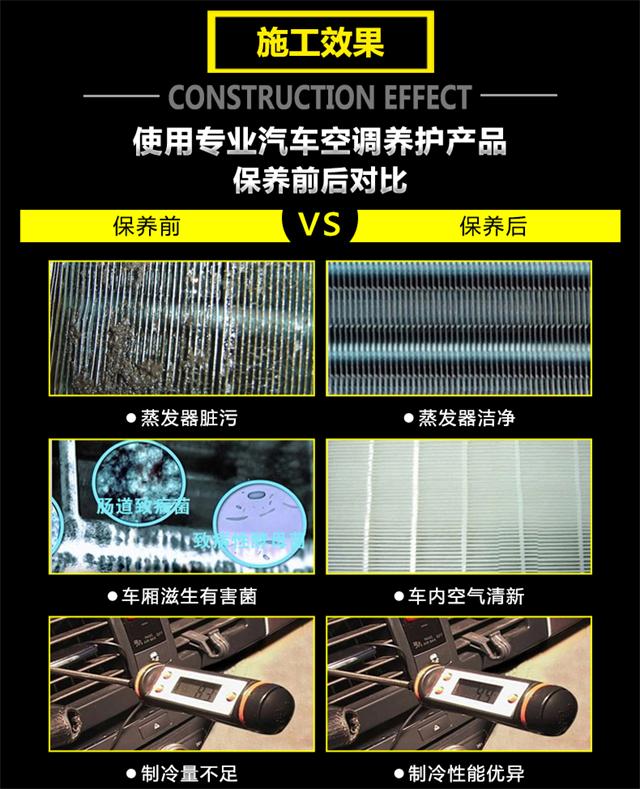 施工效果
CONSTRUCTION EFFECT
使用专业汽车空调养护产品
保养前后对比
保养前 VS 保养后
●蒸发器脏污 ●蒸发器洁净
肠道致病菌
●车厢滋生有害菌 ●车内空气清新
●制冷量不足 ●制冷性能优异